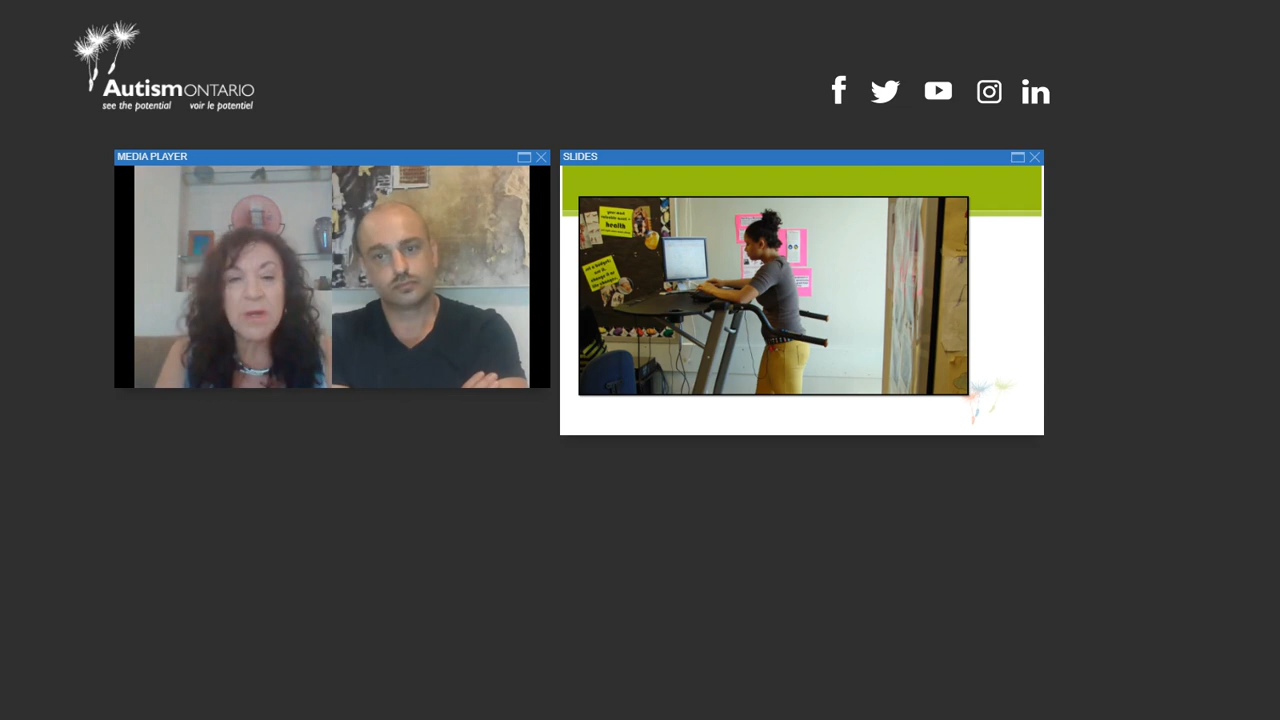 Autism ONTARIO
see the potential voir le potentiel
MEDIA PLAYER
SLIDES
health